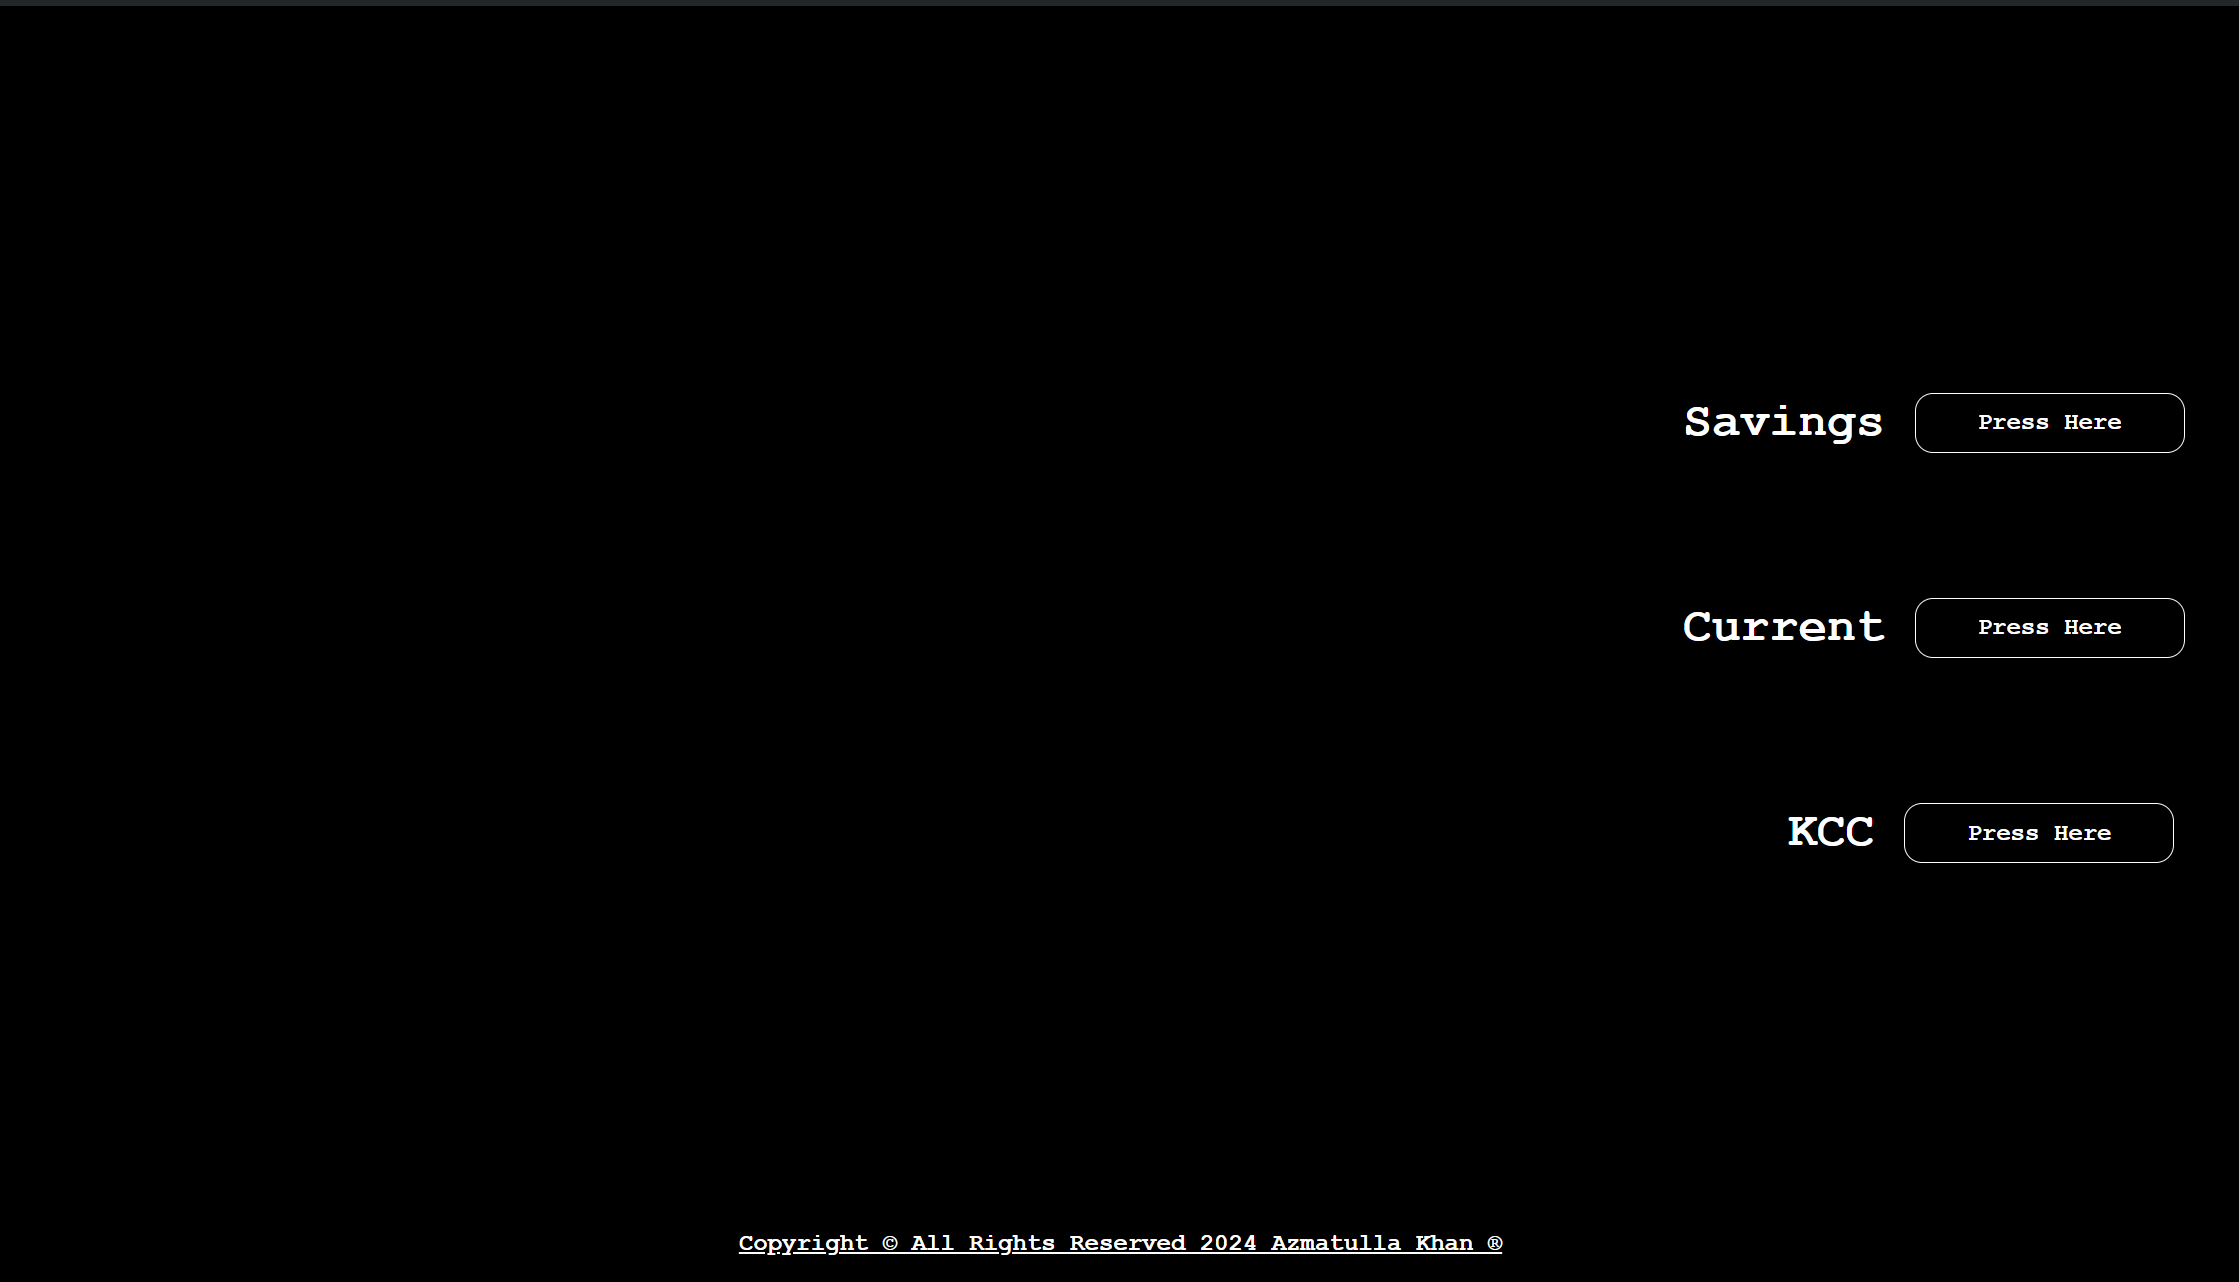 Savings Press Here
Current Press Here
KCC Press Here
Copyright © All Rights Reserved 2024 Azmatulla Khan ®